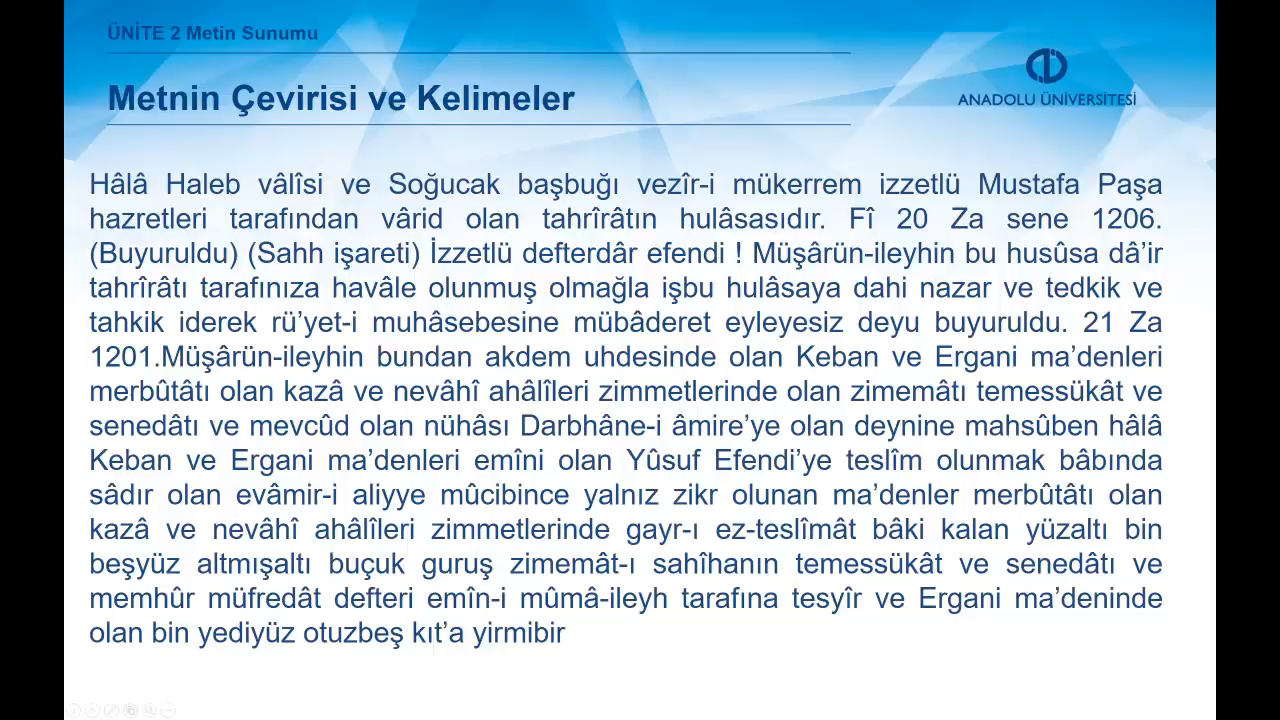 ÜNİTE 2 Metin Sunumu
Metnin Çevirisi ve Kelimeler
ANADOLU ÜNİVERSİTESİ
Hâlâ Haleb vâlîsi ve Soğucak başbuğı vezîr-i mükerrem izzetlü Mustafa Paşa
hazretleri tarafından vârid olan tahrîrâtın hulâsasıdır. Fî 20 Za sene 1206.
(Buyuruldu) (Sahh işareti) İzzetlü defterdâr efendi ! Müşârün-ileyhin bu husûsa dâ’ir
tahrîrâtı tarafınıza havâle olunmuş olmağla işbu hulâsaya dahi nazar ve tedkik ve
tahkik iderek rü’yet-i muhâsebesine mübâderet eyleyesiz deyu buyuruldu. 21 Za
1201.Müşârün-ileyhin bundan akdem uhdesinde olan Keban ve Ergani ma’denleri
merbûtâtı olan kazâ ve nevâhî ahâlîleri zimmetlerinde olan zimemâtı temessükât ve
senedâtı ve mevcûd olan nühâsı Darbhâne-i âmire’ye olan deynine mahsûben hâlâ
Keban ve Ergani ma’denleri emîni olan Yûsuf Efendi’ye teslîm olunmak bâbında
sâdır olan evâmir-i aliyye mûcibince yalnız zikr olunan ma’denler merbûtâtı olan
kazâ ve nevâhî ahâlîleri zimmetlerinde gayr-ı ez-teslîmât bâki kalan yüzaltı bin
beşyüz altmışaltı buçuk guruş zimemât-ı sahîhanın temessükât ve senedâtı ve
memhûr müfredât defteri emîn-i mûmâ-ileyh tarafına tesyîr ve Ergani ma’deninde
olan bin yediyüz otuzbeş kıt’a yirmibir